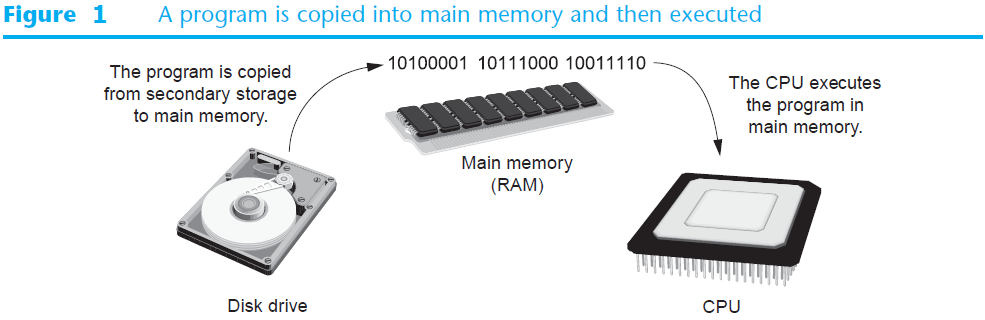 Figure 1 A program is copied into main memory and then executed
The program is copied
from secondary storage
to main memory.
10100001 10111000 10011110
The CPU executes
the program in
main memory.
Main memory
(RAM)
Disk drive
CPU